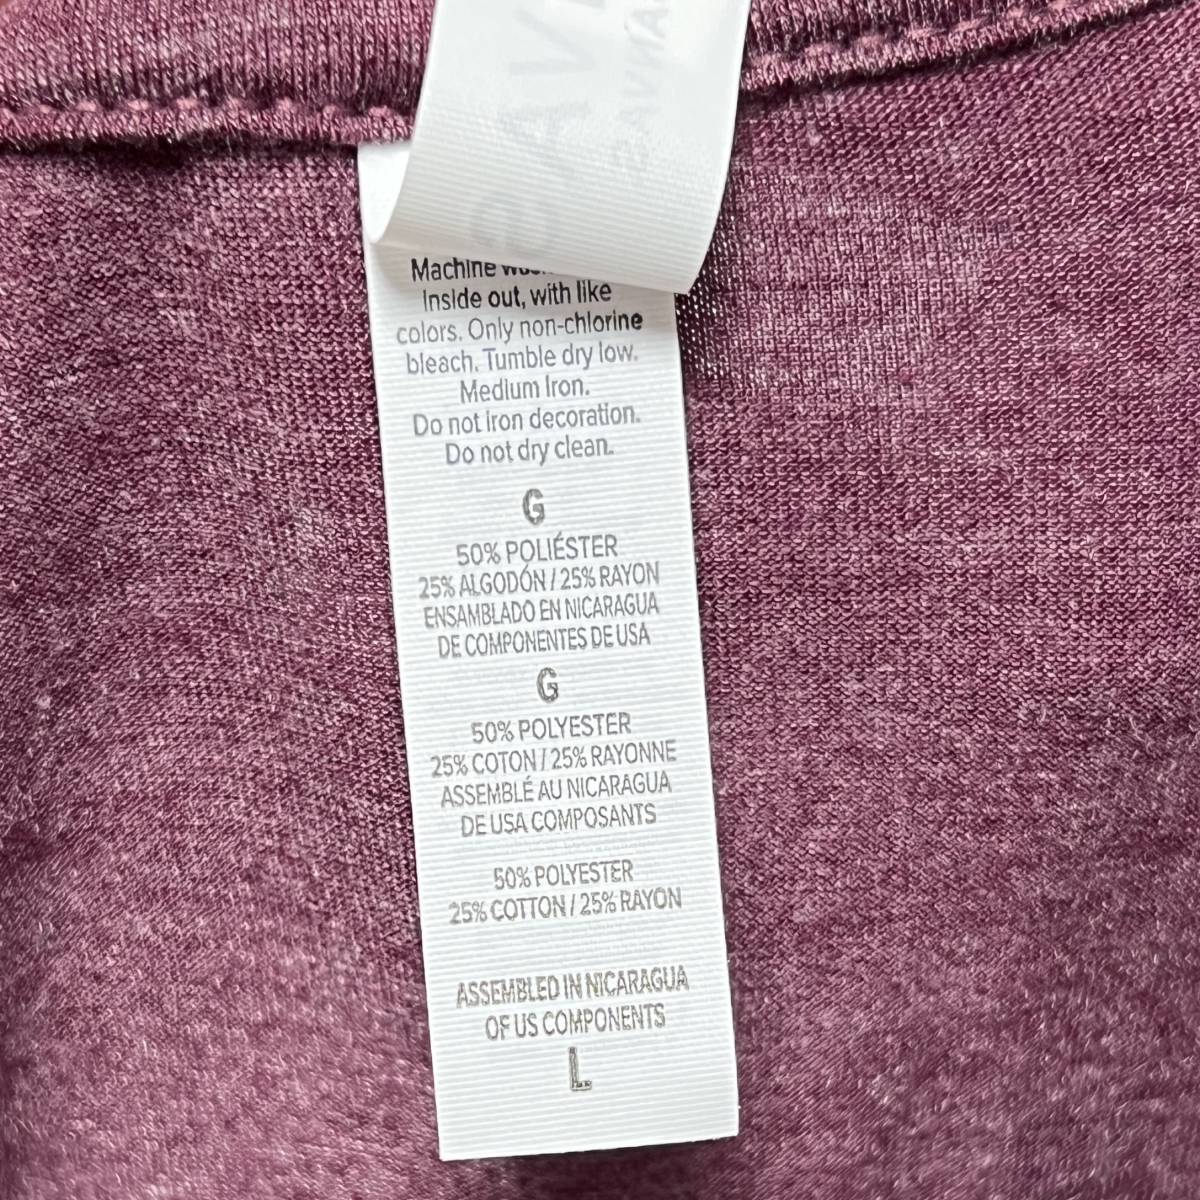 Machine
Inside out, with like
colors. Only non-chlorine
bleach. Tumble dry low.
Medium Iron.
Do not iron decoration.
Do not dry clean.
G
50% POLIÉSTER
25% ALGODÓN / 25% RAYON
ENSAMBLADO EN NICARAGUA
DE COMPONENTES DE USA
G
50% POLYESTER
25% COTON / 25% RAYONNE
ASSEMBLÉ AU NICARAGUA
DE USA COMPOSANTS
50% POLYESTER
25% COTTON / 25% RAYON
ASSEMBLED IN NICARAGUA
OF US COMPONENTS
L